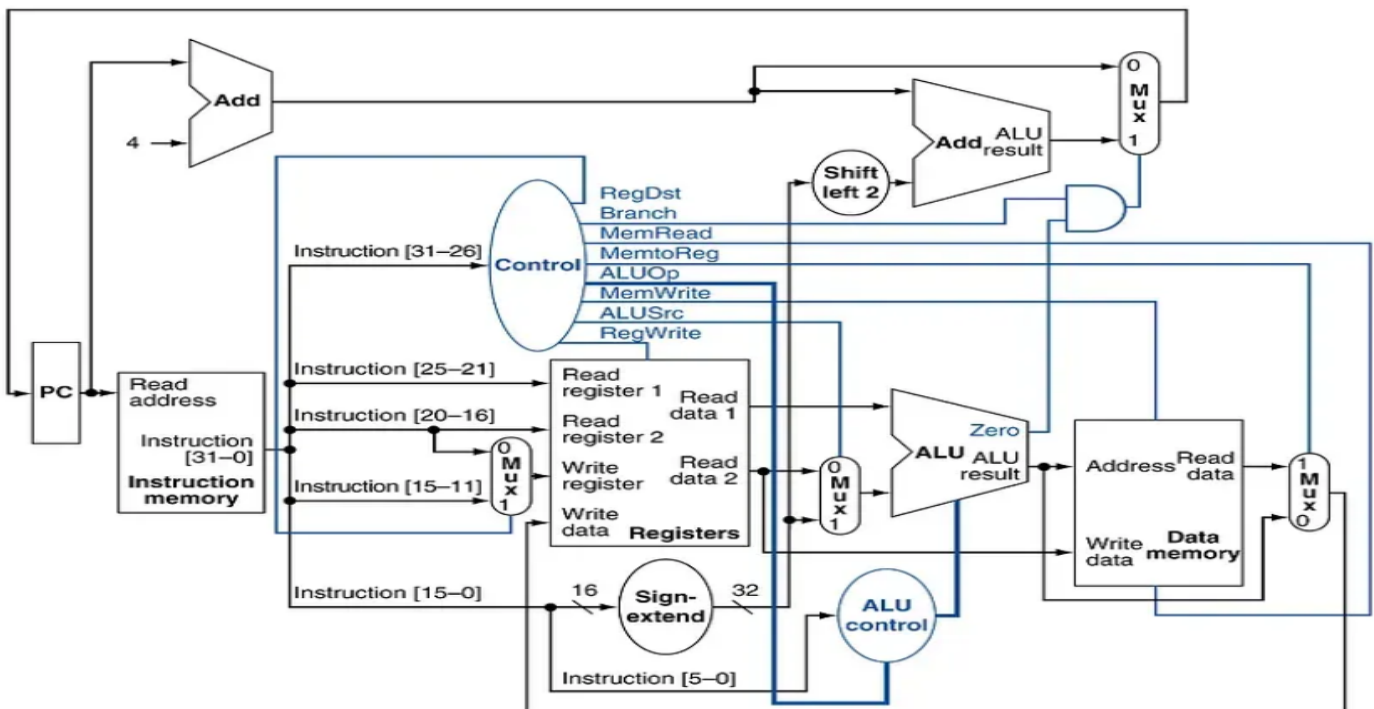 0
M
u
x
1
Add
4
Add
ALU
result
Shift
left 2
RegDst
Branch
MemRead
MemtoReg
ALUOp
MemWrite
ALUSrc
RegWrite
Control
Instruction [31–26]
Instruction [25–21]
Instruction [20–16]
Instruction [15–11]
Instruction [15–0]
Instruction [5–0]
PC
Read
address
Instruction
[31–0]
Instruction
memory
0
M
u
x
1
Read
register 1
Read
register 2
Write
register
Write
data
Read
data 1
Read
data 2
Registers
16
Sign-
extend
32
0
M
u
x
1
Zero
ALU
ALU
result
ALU
control
Address
Read
data
Write
data
Data
memory
1
M
u
x
0